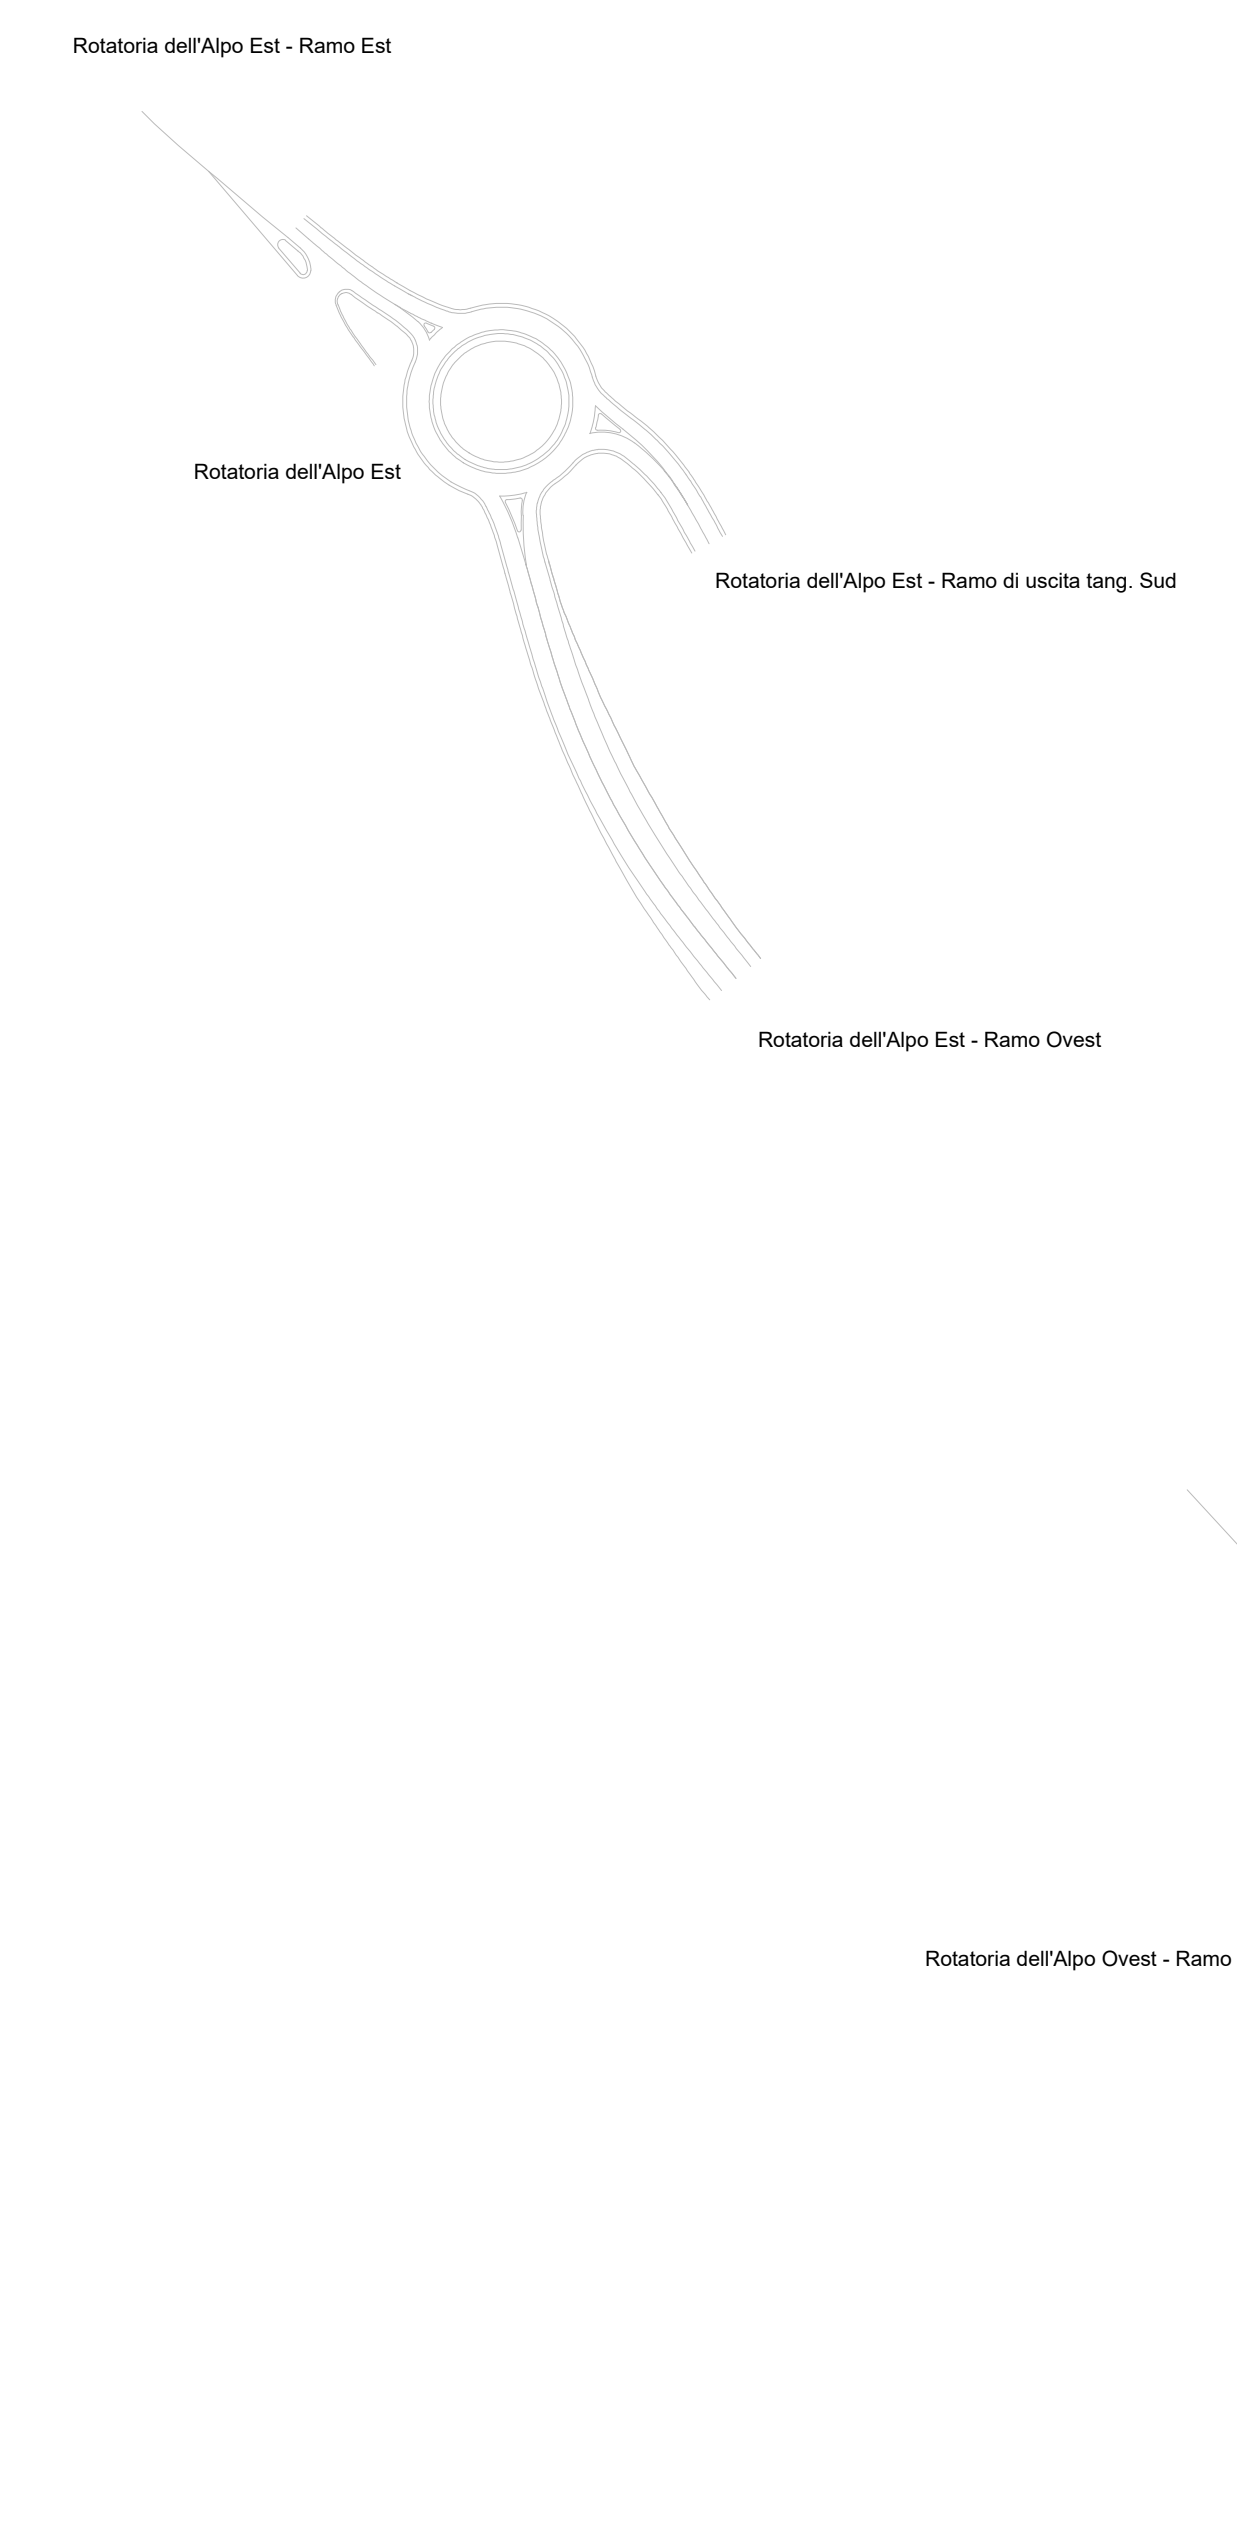 Rotatoria dell'Alpo Est - Ramo Est
Rotatoria dell'Alpo Est
Rotatoria dell'Alpo Est - Ramo di uscita tang. Sud
Rotatoria dell'Alpo Est - Ramo Ovest
Rotatoria dell'Alpo Ovest - Ramo